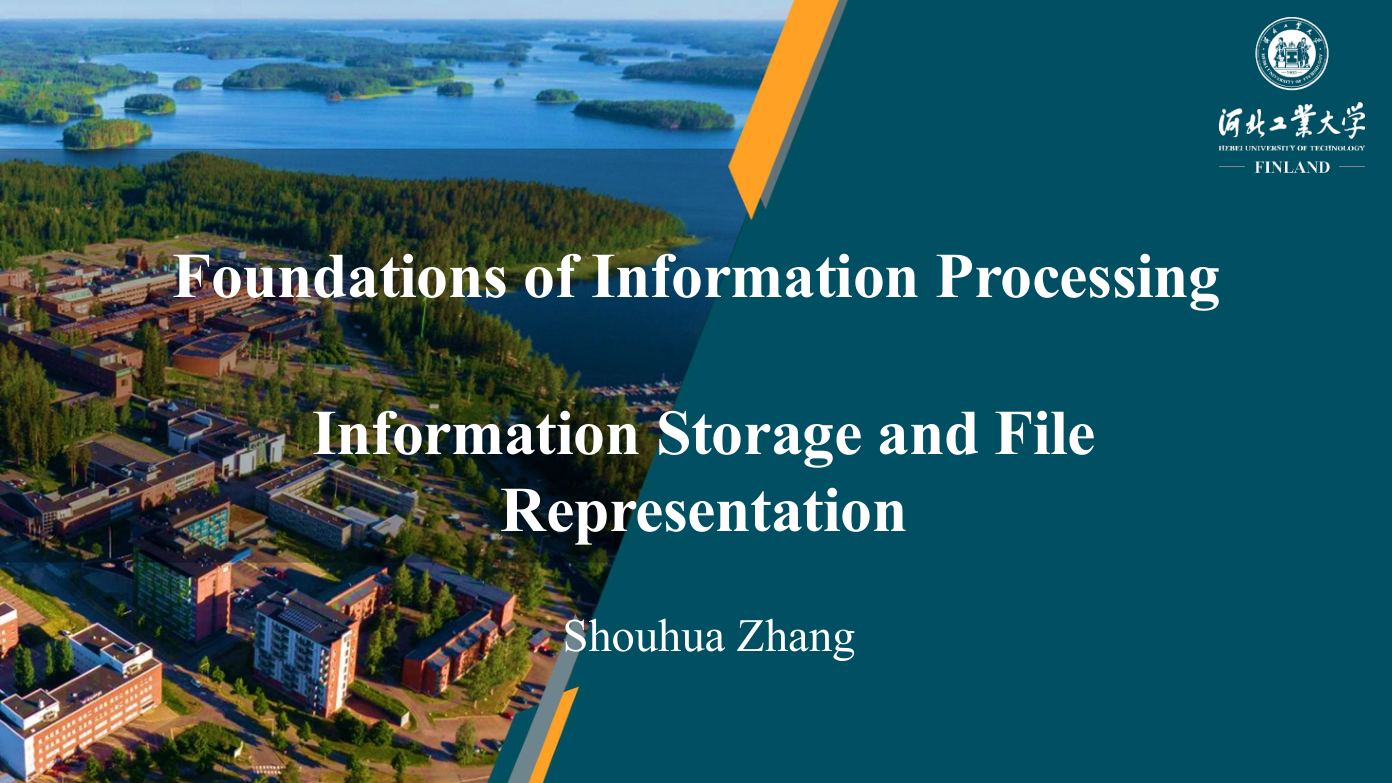 河北工業大学
HEBEI UNIVERSITY OF TECHNOLOGY
FINLAND
Foundations of Information Processing
Information Storage and File
Representation
Shouhua Zhang